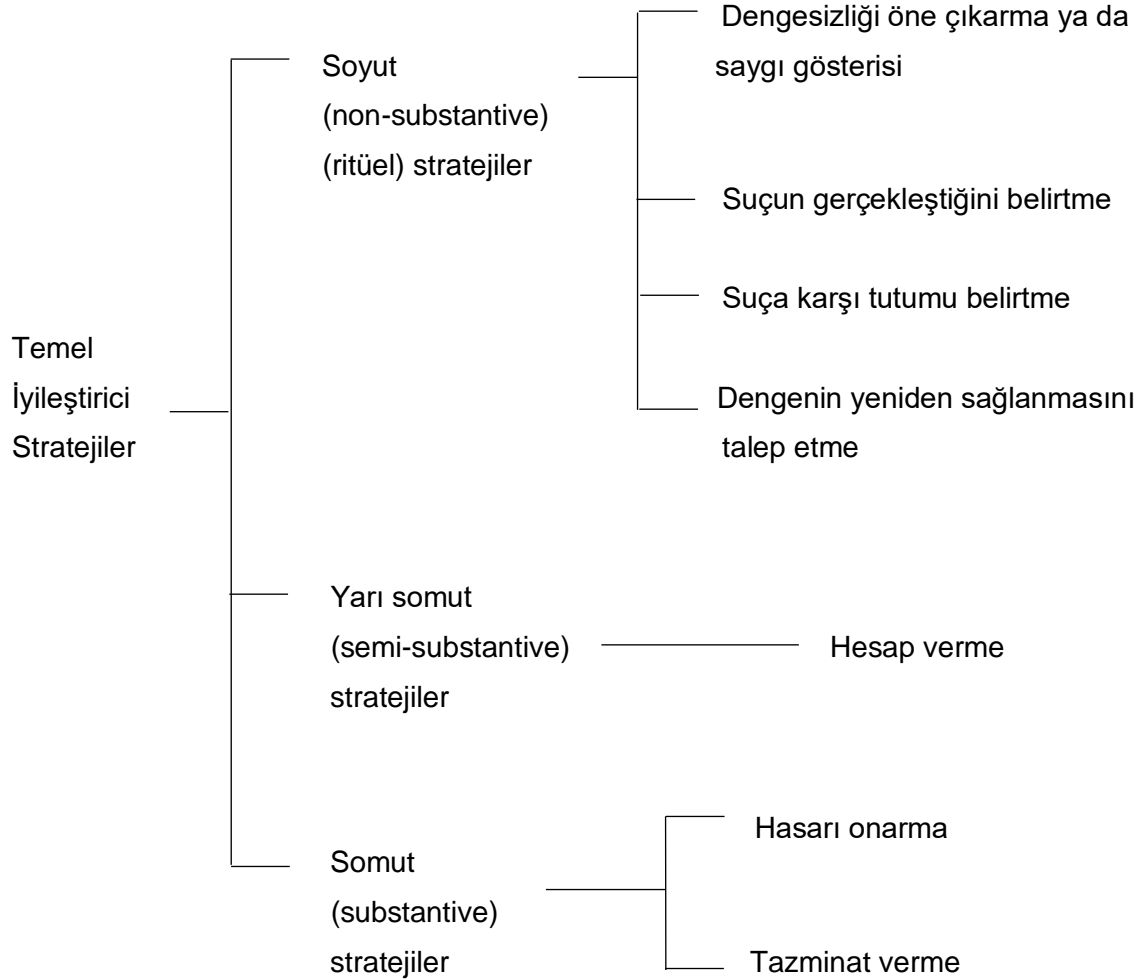 Temel
İyileştirici
Stratejiler
Soyut
(non-substantive)
(ritüel) stratejiler
Dengesizliği öne çıkarma ya da
saygı gösterisi
Suçun gerçekleştiğini belirtme
Suça karşı tutumu belirtme
Dengenin yeniden sağlanmasını
talep etme
Yarı somut
(semi-substantive)
stratejiler
Hesap verme
Somut
(substantive)
stratejiler
Hasarı onarma
Tazminat verme